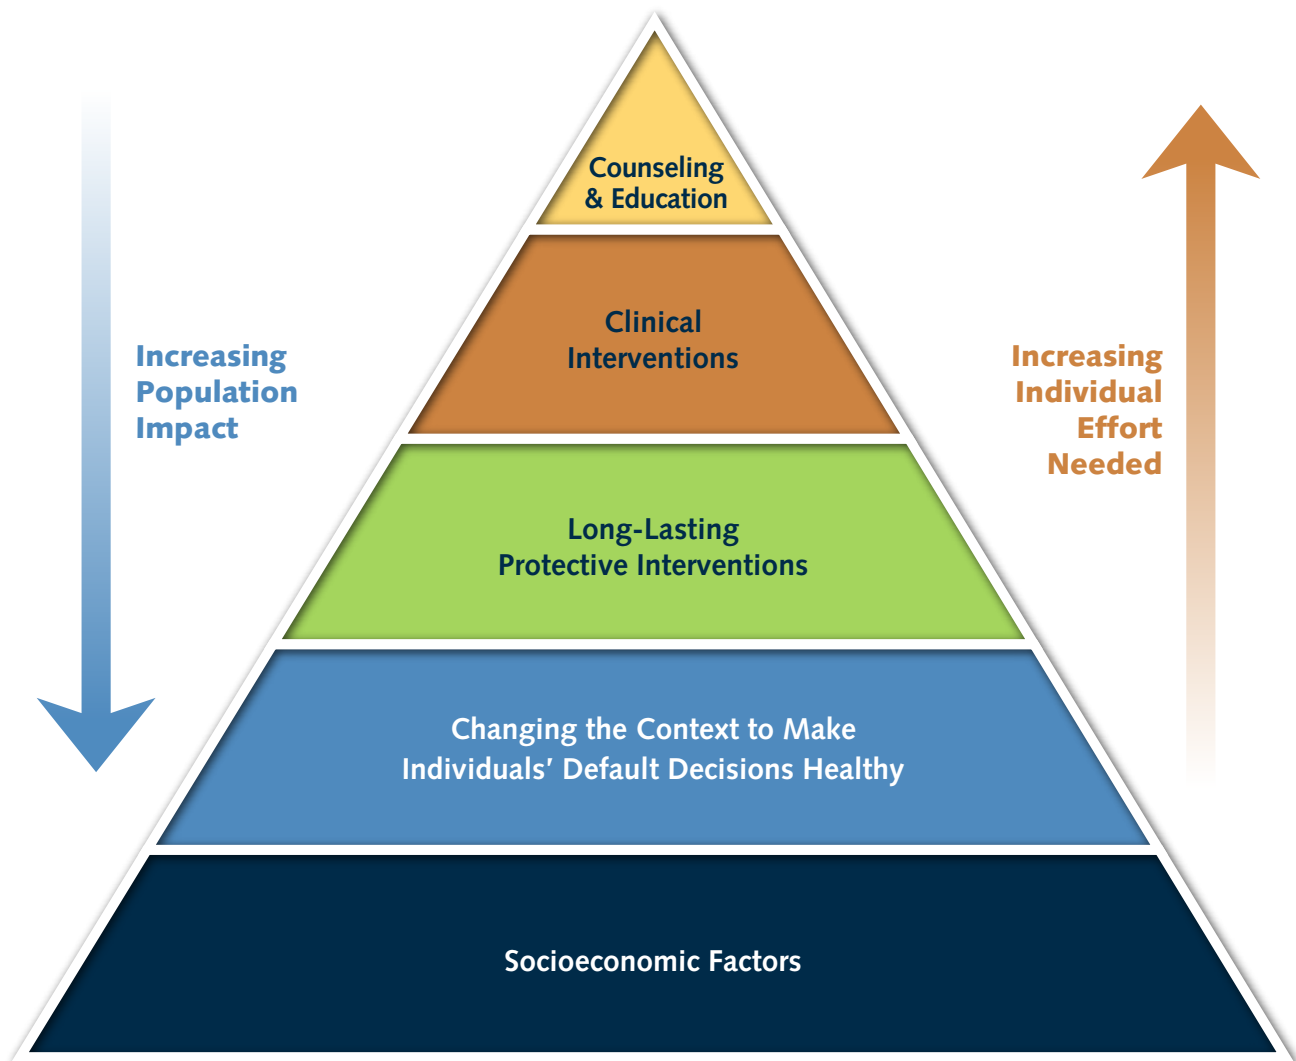 Counseling
& Education
Clinical
Interventions
Increasing
Population
Impact
Increasing
Individual
Effort
Needed
Long-Lasting
Protective Interventions
Changing the Context to Make
Individuals’ Default Decisions Healthy
Socioeconomic Factors